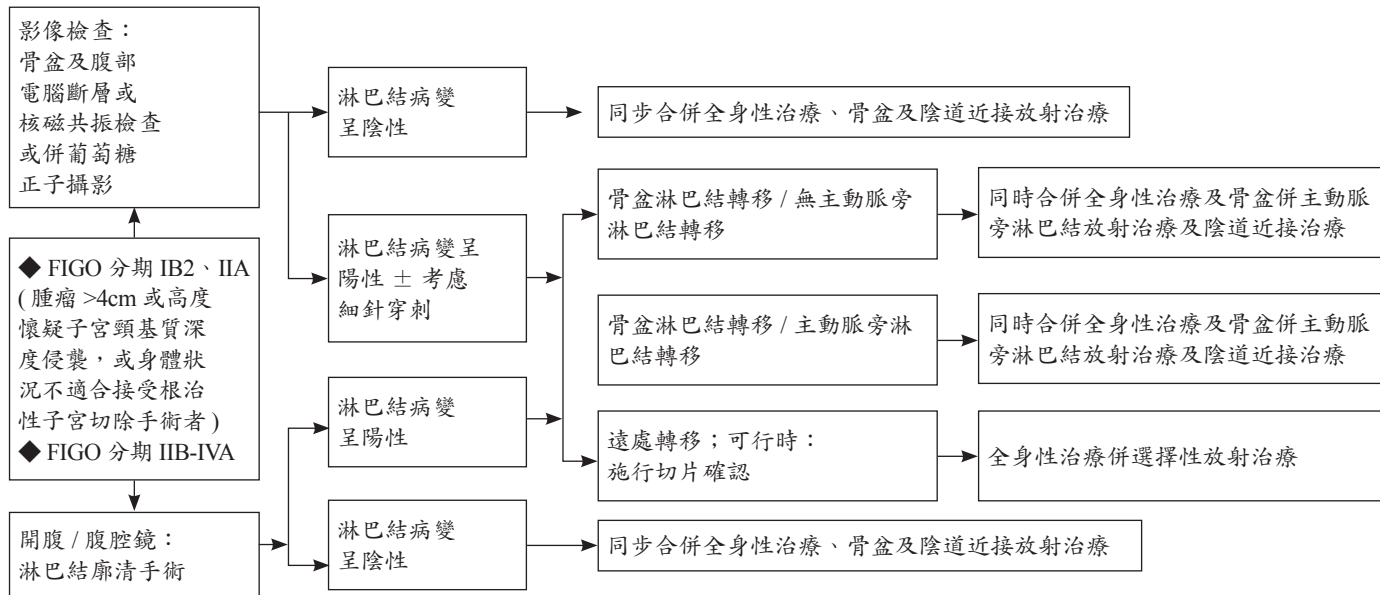 影像檢查：
骨盆及腹部
電腦斷層或
核磁共振檢查
或併葡萄糖
正子攝影
◆ FIGO 分期 IB2、IIA
( 腫瘤 >4cm 或高度
懷疑子宮頸基質深
度侵襲，或身體狀
況不適合接受根治
性子宮切除手術者 )
◆ FIGO 分期 IIB-IVA
開腹 / 腹腔鏡：
淋巴結廓清手術
淋巴結病變
呈陰性
同步合併全身性治療、骨盆及陰道近接放射治療
淋巴結病變呈
陽性 ± 考慮
細針穿刺
骨盆淋巴結轉移 / 無主動脈旁
淋巴結轉移
同時合併全身性治療及骨盆併主動脈
旁淋巴結放射治療及陰道近接治療
骨盆淋巴結轉移 / 主動脈旁淋
巴結轉移
同時合併全身性治療及骨盆併主動脈
旁淋巴結放射治療及陰道近接治療
淋巴結病變
呈陽性
遠處轉移；可行時：
施行切片確認
全身性治療併選擇性放射治療
淋巴結病變
呈陰性
同步合併全身性治療、骨盆及陰道近接放射治療